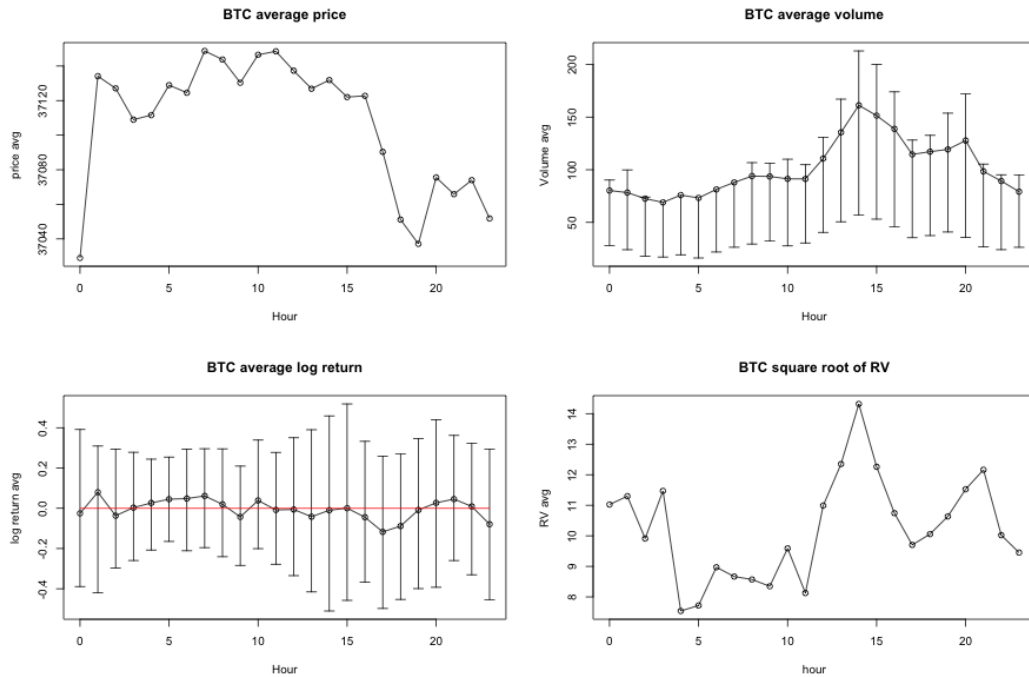 BTC average price
price avg
37120
37080
37040
0 5 10 15 20
Hour
BTC average volume
Volume avg
200
150
100
50
0 5 10 15 20
Hour
BTC average log return
log return avg
0.4
0.2
0.0
-0.2
-0.4
0 5 10 15 20
Hour
BTC square root of RV
RV avg
14
13
12
11
10
9
8
0 5 10 15 20
hour